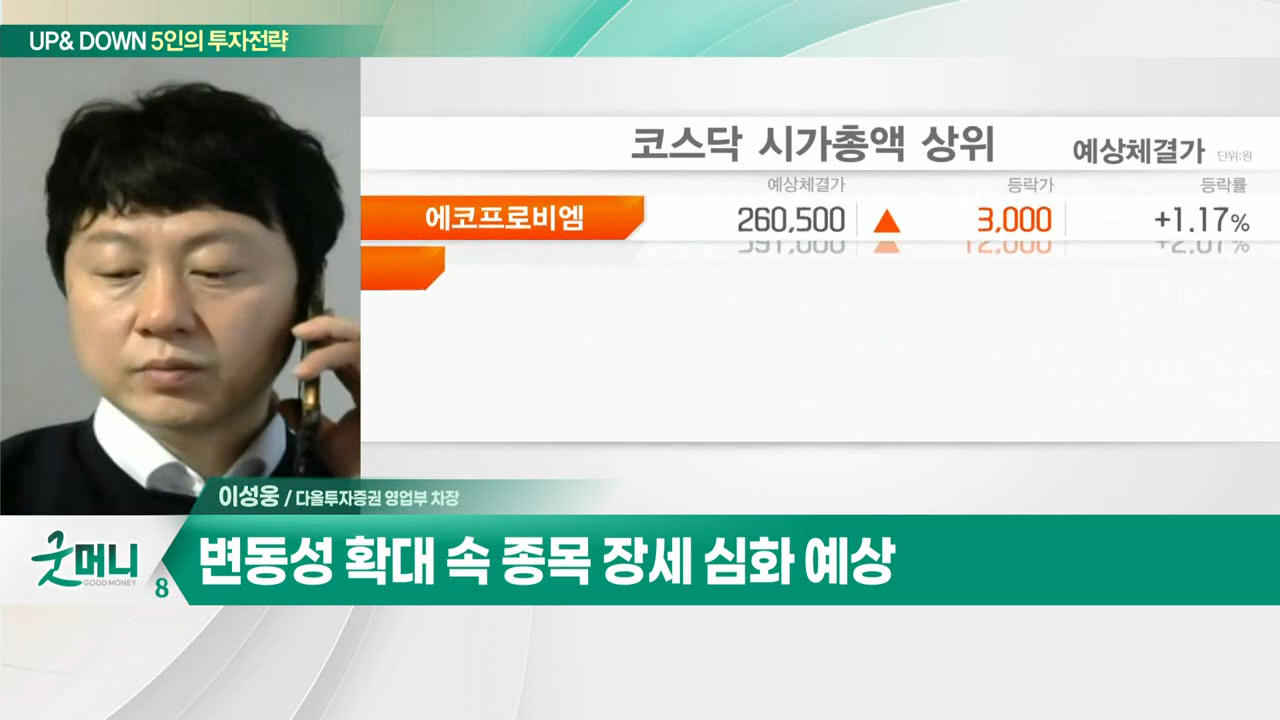 UP& DOWN 5인의 투자전략
코스닥 시가총액 상위 예상체결가 단위:원
예상체결가 등락가 등락률
에코프로비엠 260,500 ▲ 3,000 +1.17%
이성웅 / 다올투자증권 영업부 차장
굿머니
GOOD MONEY
8
변동성 확대 속 종목 장세 심화 예상